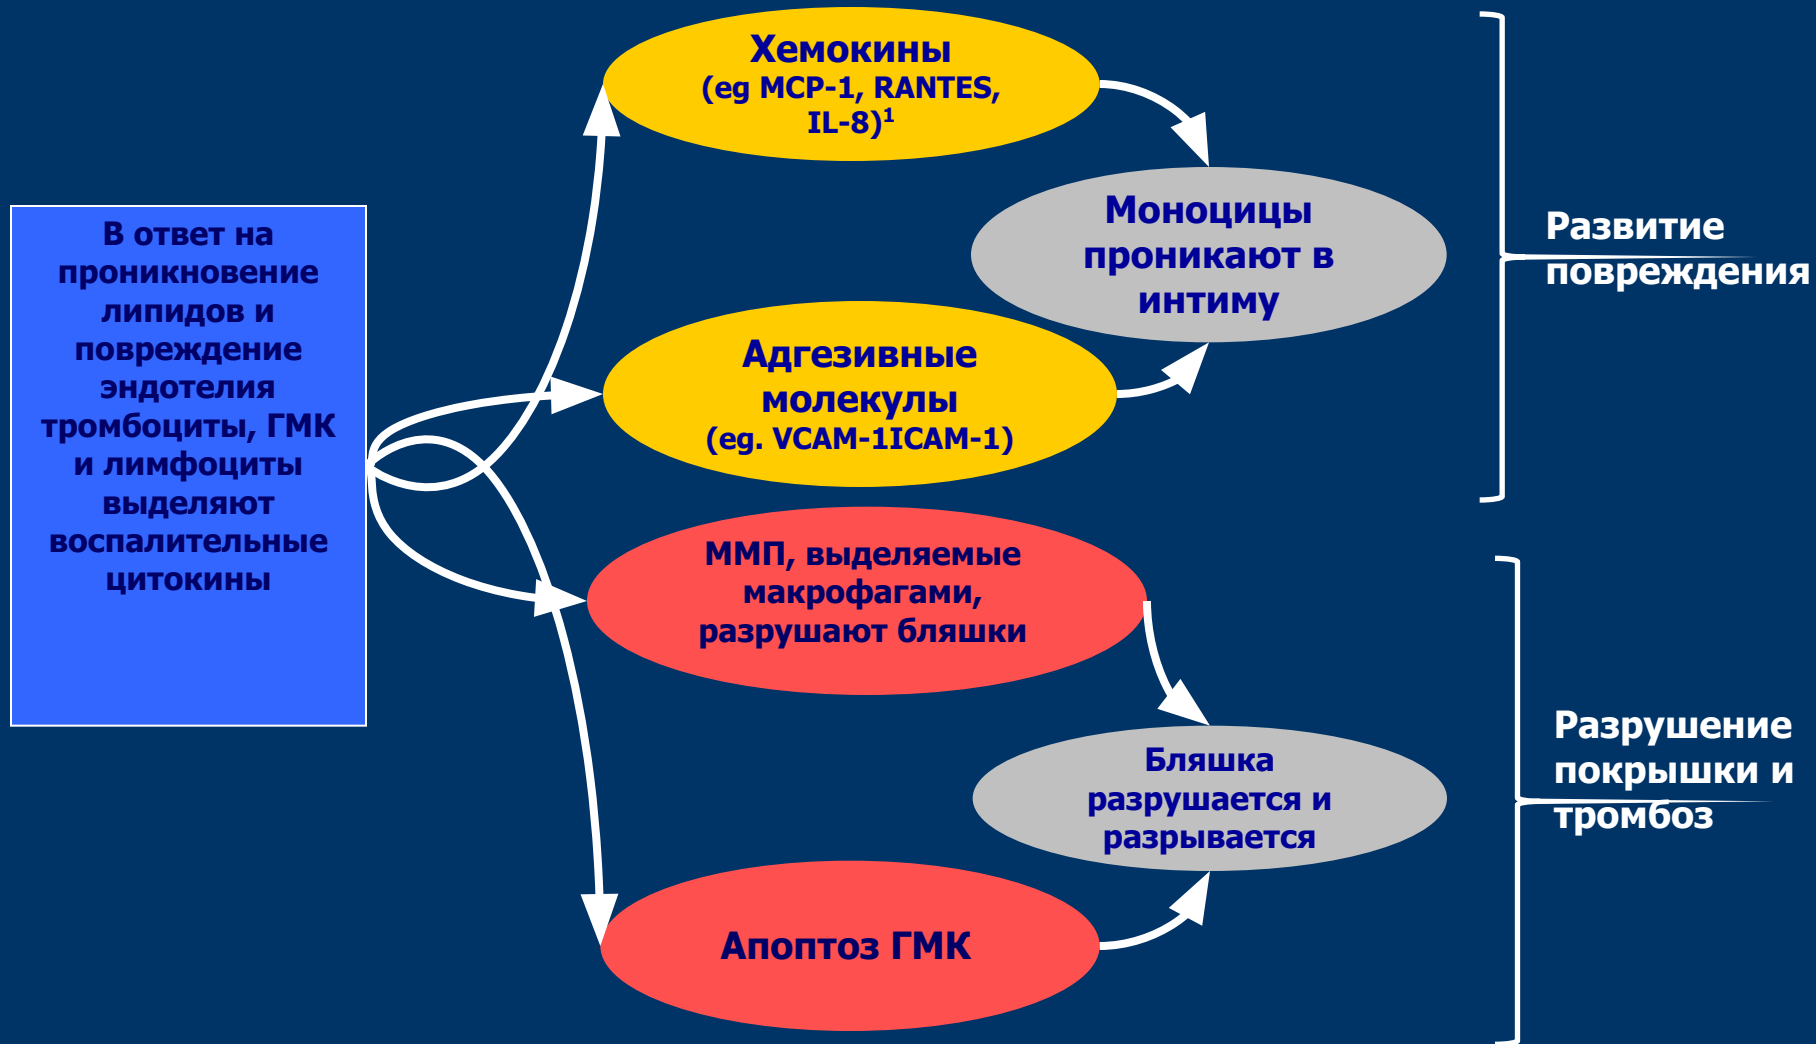 В ответ на
проникновение
липидов и
повреждение
эндотелия
тромбоциты, ГМК
и лимфоциты
выделяют
воспалительные
цитокины
Хемокины
(eg MCP-1, RANTES,
IL-8)¹
Моноцицы
проникают в
интиму
Адгезивные
молекулы
(eg. VCAM-1ICAM-1)
Развитие
повреждения
ММП, выделяемые
макрофагами,
разрушают бляшки
Бляшка
разрушается и
разрывается
Апоптоз ГМК
Разрушение
покрышки и
тромбоз